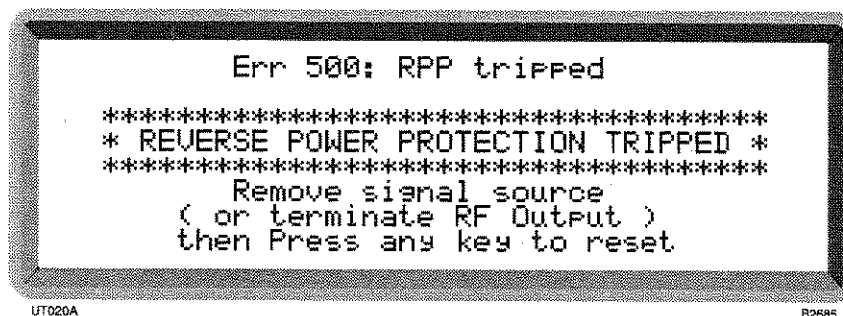 Err 500: RPP tripped
************************************
* REVERSE POWER PROTECTION TRIPPED *
************************************
Remove signal source
( or terminate RF Output )
then Press any key to reset
UT020A B2585